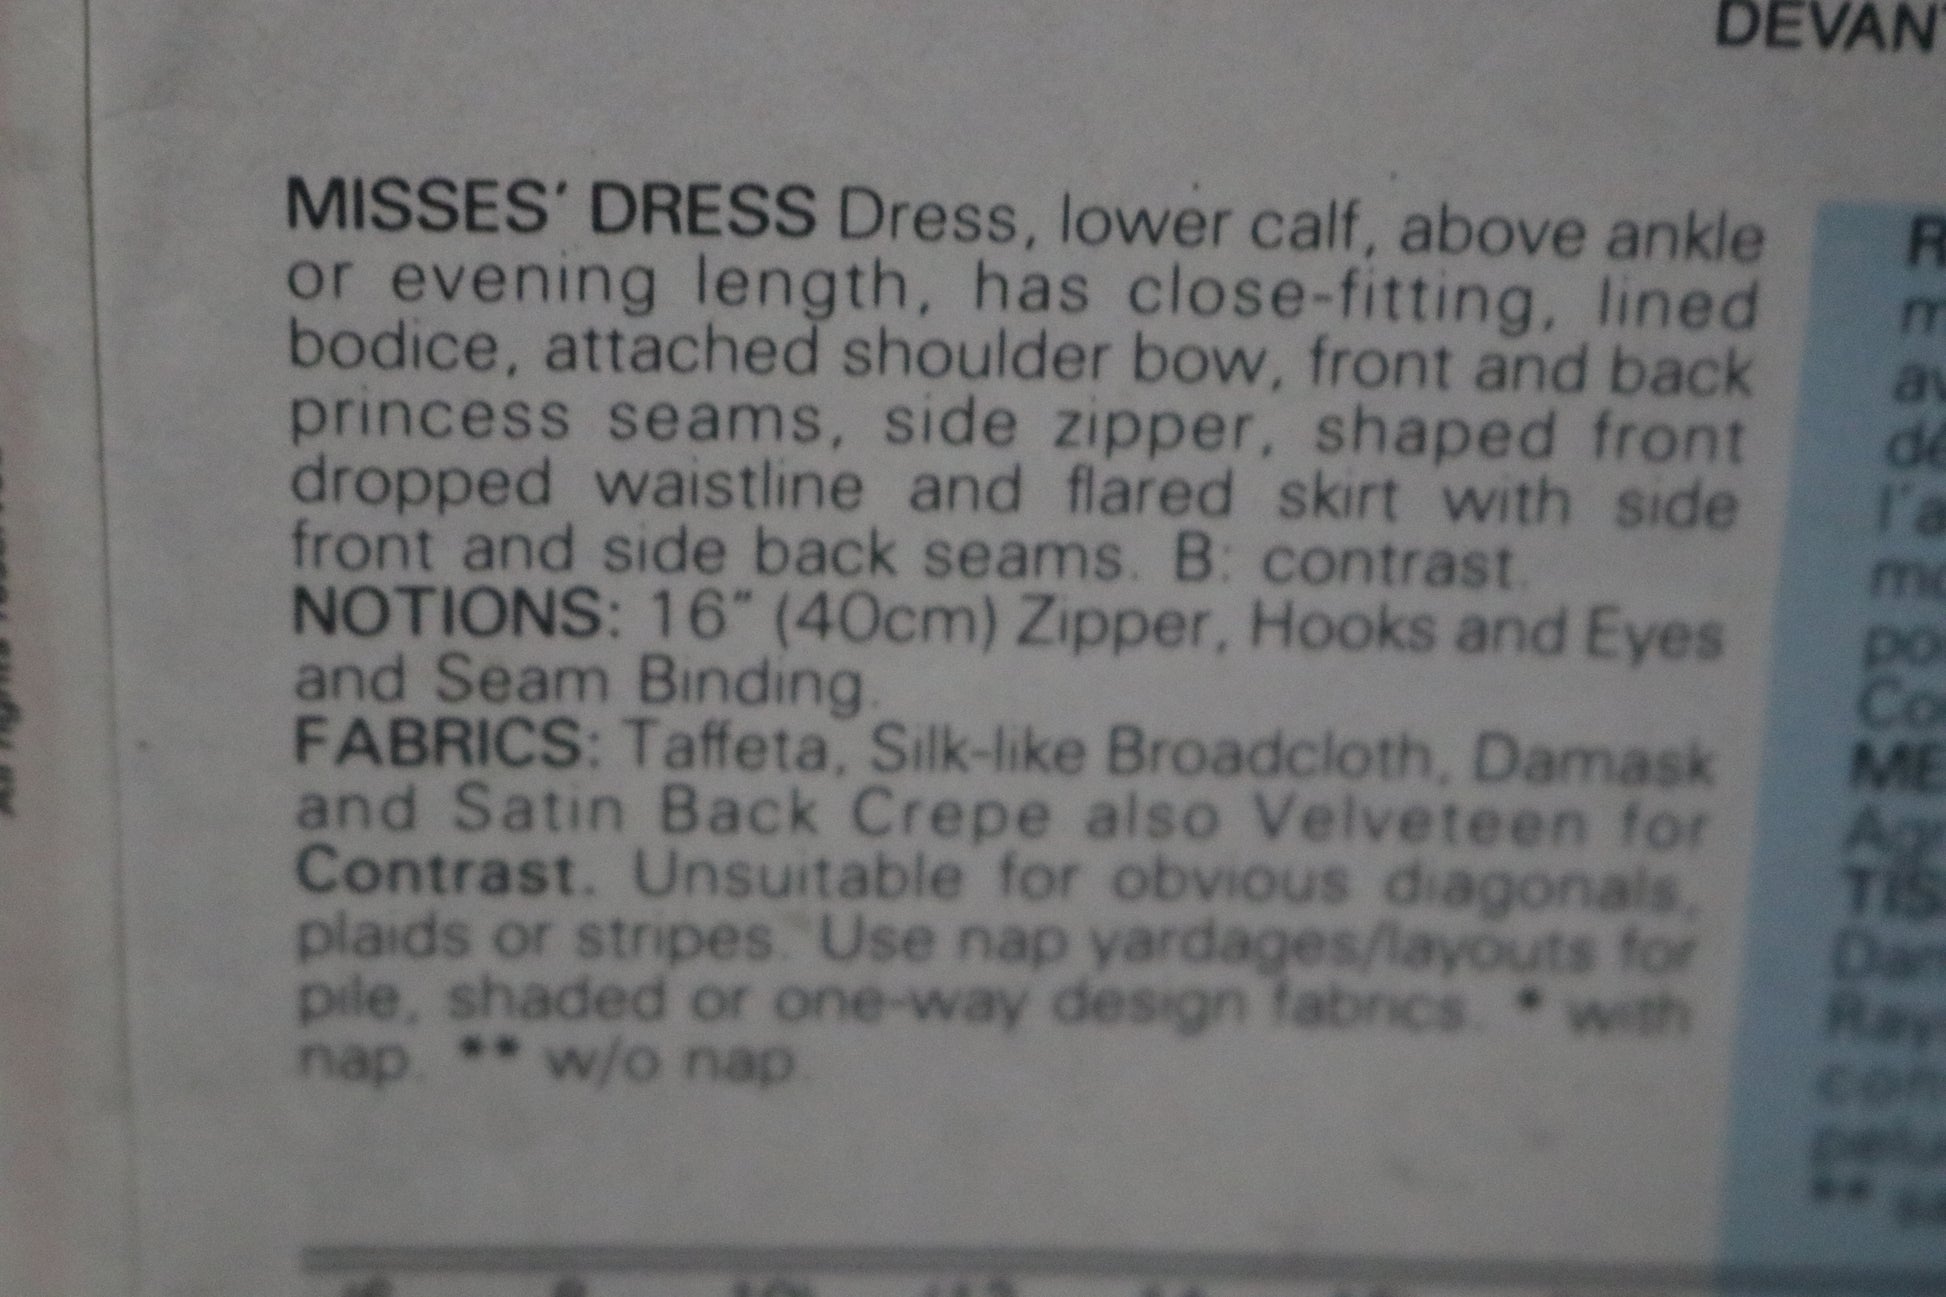 DEVAN
MISSES' DRESS Dress, lower calf, above ankle
or evening length, has close-fitting, lined
bodice, attached shoulder bow, front and back
princess seams, side zipper, shaped front
dropped waistline and flared skirt with side
front and side back seams. B: contrast.
NOTIONS: 16" (40cm) Zipper, Hooks and Eyes
and Seam Binding.
FABRICS: Taffeta, Silk-like Broadcloth, Damask
and Satin Back Crepe also Velveteen for
Contrast. Unsuitable for obvious diagonals,
plaids or stripes. Use nap yardages/layouts for
pile, shaded or one-way design fabrics. * with
nap. ** w/o nap.
All rights